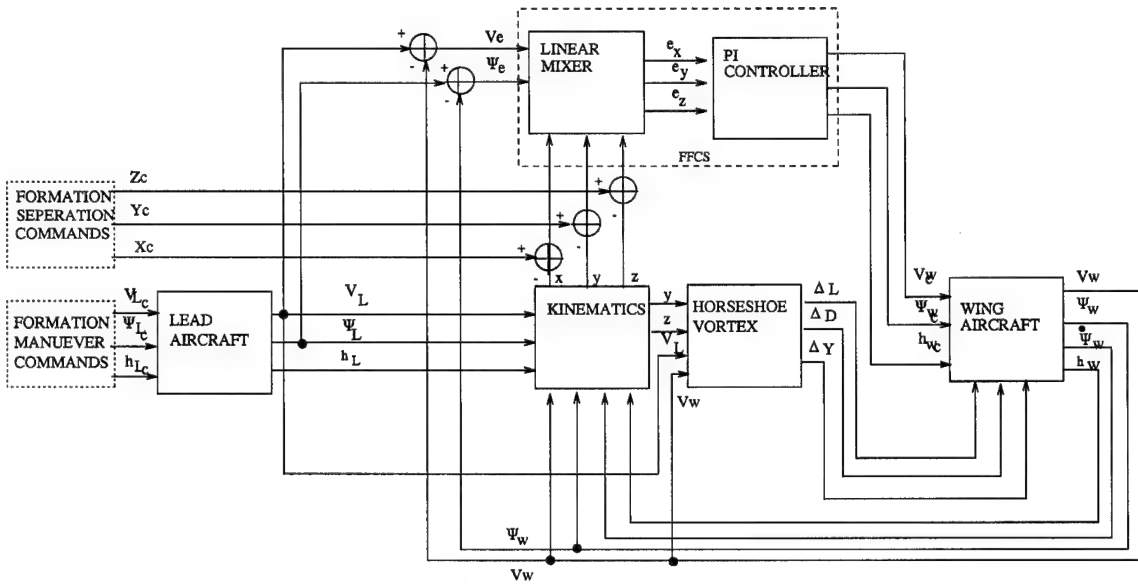 +
-
Ve
+
-
Ψe
LINEAR
MIXER
ex
ey
ez
PI
CONTROLLER
FFCS
FORMATION
SEPERATION
COMMANDS
Zc
Yc
Xc
+
-
+
-
+
-
x
y
z
FORMATION
MANUEVER
COMMANDS
VLc
ΨLc
hLc
LEAD
AIRCRAFT
VL
ΨL
hL
KINEMATICS
y
z
VL
Vw
HORSESHOE
VORTEX
ΔL
ΔD
ΔY
Vwc
Ψwc
hwc
WING
AIRCRAFT
Vw
Ψw
Ψ̇w
hw
Ψw
Vw